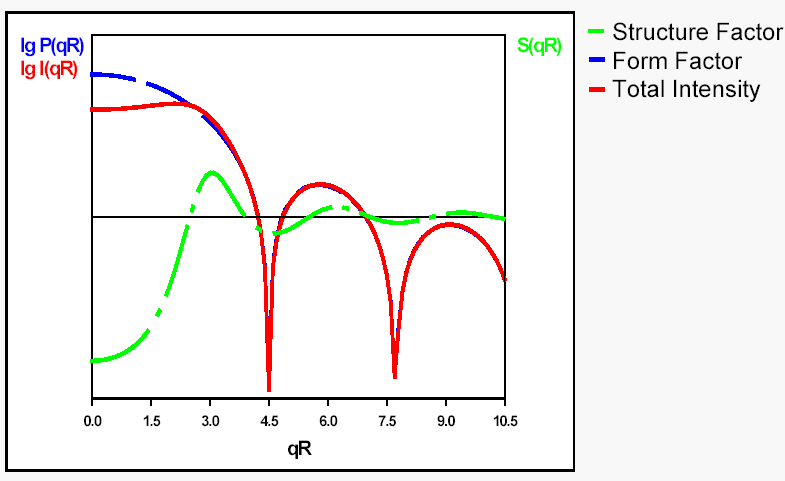 lg P(qR)
lg I(qR)
S(qR)
Structure Factor
Form Factor
Total Intensity
0.0 1.5 3.0 4.5 6.0 7.5 9.0 10.5
qR